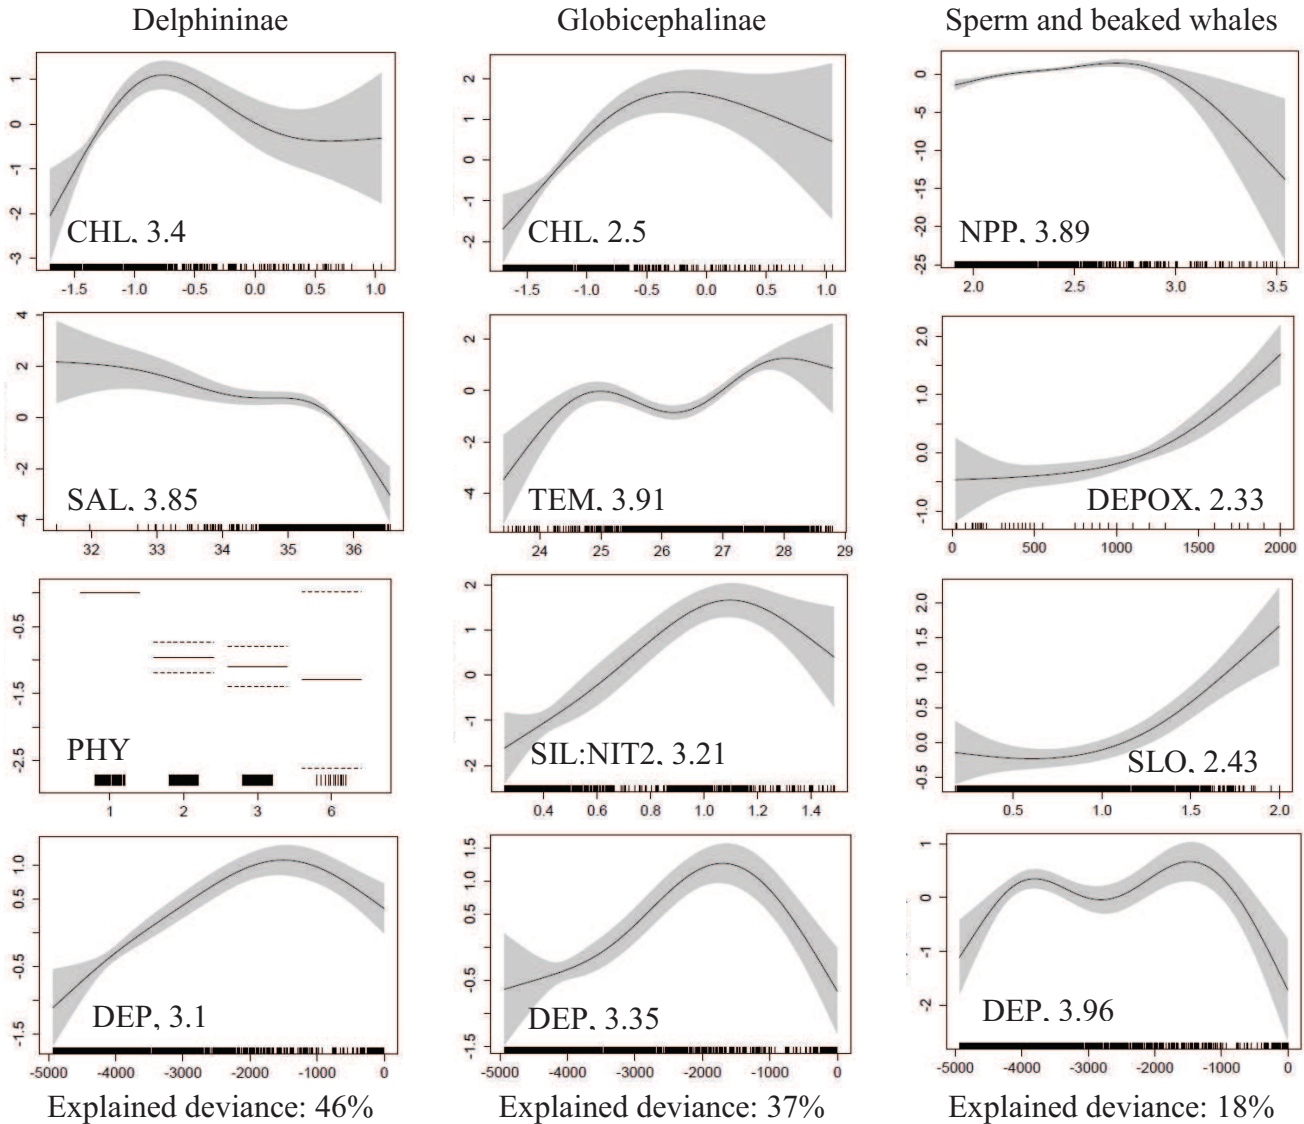 Delphininae
Globicephalinae
Sperm and beaked whales
1
0
-1
-2
-3
CHL, 3.4
-1.5 -1.0 -0.5 0.0 0.5 1.0
2
1
0
-1
-2
CHL, 2.5
-1.5 -1.0 -0.5 0.0 0.5 1.0
0
-5
-10
-15
-20
-25
NPP, 3.89
2.0 2.5 3.0 3.5
4
2
0
-2
-4
SAL, 3.85
32 33 34 35 36
2
0
-2
-4
TEM, 3.91
24 25 26 27 28 29
2.0
1.0
0.0
-1.0
DEPOX, 2.33
0 500 1000 1500 2000
-0.5
-1.5
-2.5
PHY
1 2 3 6
2
1
0
-1
-2
SIL:NIT2, 3.21
0.4 0.6 0.8 1.0 1.2 1.4
2.0
1.5
1.0
0.5
0.0
-0.5
SLO, 2.43
0.5 1.0 1.5 2.0
1.0
0.5
-0.5
-1.5
DEP, 3.1
-5000 -4000 -3000 -2000 -1000 0
1.5
0.5
-0.5
-1.5
DEP, 3.35
-5000 -4000 -3000 -2000 -1000 0
1
0
-1
-2
DEP, 3.96
-5000 -4000 -3000 -2000 -1000 0
Explained deviance: 46%
Explained deviance: 37%
Explained deviance: 18%